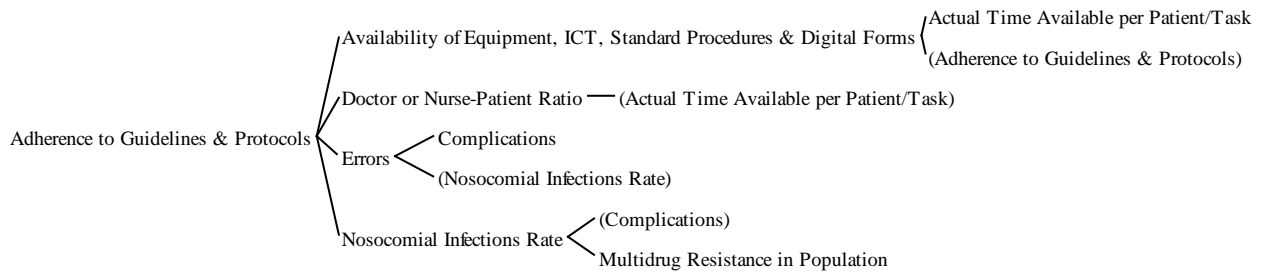 Actual Time Available per Patient/Task
Availability of Equipment, ICT, Standard Procedures & Digital Forms
(Adherence to Guidelines & Protocols)
Doctor or Nurse-Patient Ratio
(Actual Time Available per Patient/Task)
Adherence to Guidelines & Protocols
Complications
Errors
(Nosocomial Infections Rate)
(Complications)
Nosocomial Infections Rate
Multidrug Resistance in Population